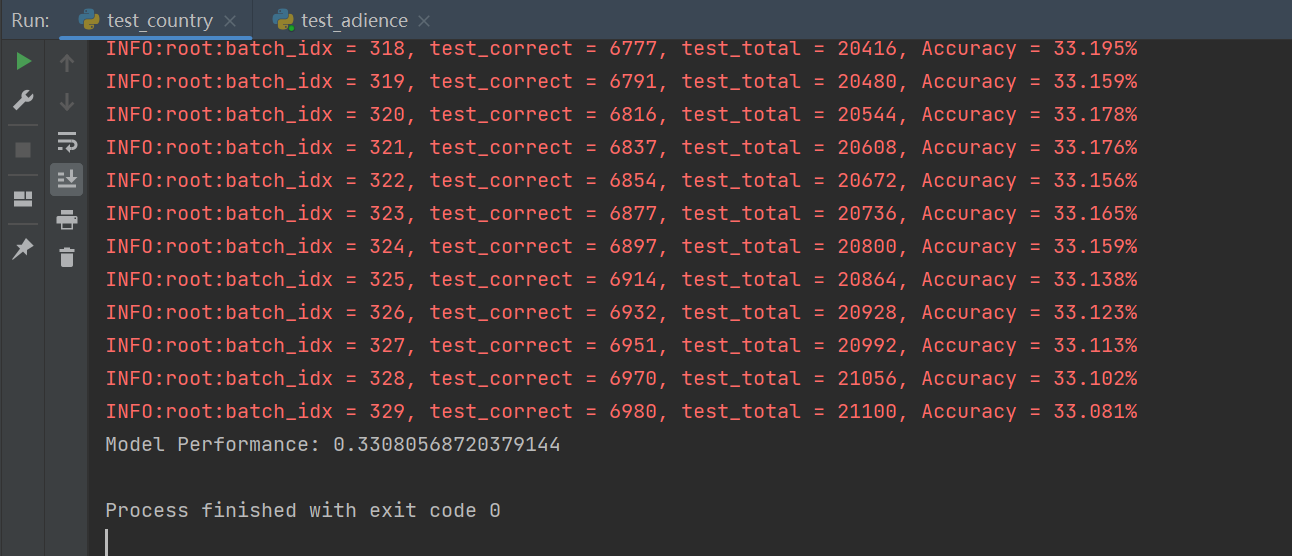 Run: test_country × test_adience ×
INFO:root:batch_idx = 318, test_correct = 6777, test_total = 20416, Accuracy = 33.195%
INFO:root:batch_idx = 319, test_correct = 6791, test_total = 20480, Accuracy = 33.159%
INFO:root:batch_idx = 320, test_correct = 6816, test_total = 20544, Accuracy = 33.178%
INFO:root:batch_idx = 321, test_correct = 6837, test_total = 20608, Accuracy = 33.176%
INFO:root:batch_idx = 322, test_correct = 6854, test_total = 20672, Accuracy = 33.156%
INFO:root:batch_idx = 323, test_correct = 6877, test_total = 20736, Accuracy = 33.165%
INFO:root:batch_idx = 324, test_correct = 6897, test_total = 20800, Accuracy = 33.159%
INFO:root:batch_idx = 325, test_correct = 6914, test_total = 20864, Accuracy = 33.138%
INFO:root:batch_idx = 326, test_correct = 6932, test_total = 20928, Accuracy = 33.123%
INFO:root:batch_idx = 327, test_correct = 6951, test_total = 20992, Accuracy = 33.113%
INFO:root:batch_idx = 328, test_correct = 6970, test_total = 21056, Accuracy = 33.102%
INFO:root:batch_idx = 329, test_correct = 6980, test_total = 21100, Accuracy = 33.081%
Model Performance: 0.33080568720379144
Process finished with exit code 0